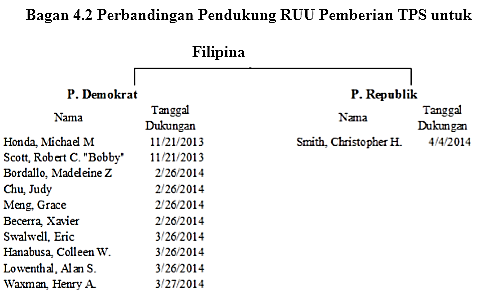 Bagan 4.2 Perbandingan Pendukung RUU Pemberian TPS untuk
Filipina
P. Demokrat P. Republik
Nama Tanggal Dukungan Nama Tanggal Dukungan
Honda, Michael M 11/21/2013 Smith, Christopher H. 4/4/2014
Scott, Robert C. "Bobby" 11/21/2013
Bordallo, Madeleine Z 2/26/2014
Chu, Judy 2/26/2014
Meng, Grace 2/26/2014
Becerra, Xavier 2/26/2014
Swalwell, Eric 3/26/2014
Hanabusa, Colleen W. 3/26/2014
Lowenthal, Alan S. 3/26/2014
Waxman, Henry A. 3/27/2014